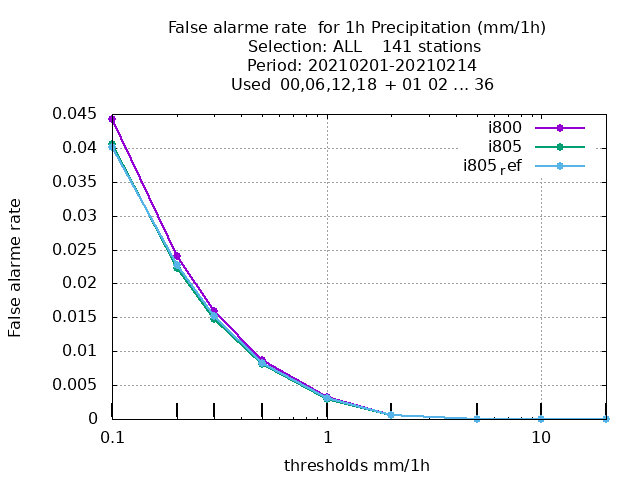 False alarme rate  for 1h Precipitation (mm/1h)
Selection: ALL    141 stations
Period: 20210201-20210214
Used  00,06,12,18  + 01 02 ... 36
0.045
0.04
0.035
0.03
0.025
0.02
0.015
0.01
0.005
0
False alarme rate
i800
i805
i805ref
0.1
1
10
thresholds mm/1h